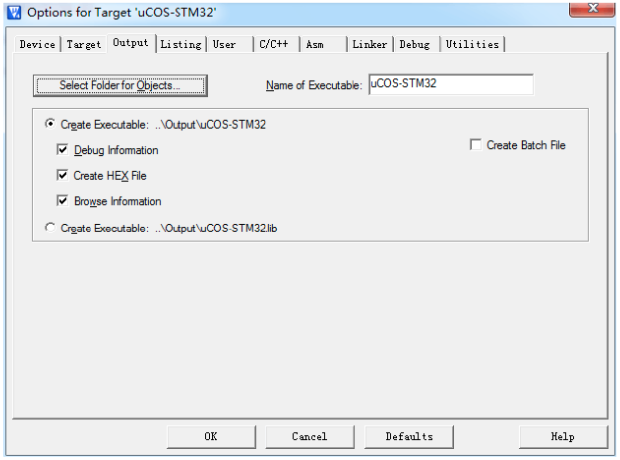 Options for Target 'uCOS-STM32'
Device Target Output Listing User C/C++ Asm Linker Debug Utilities
Select Folder for Objects... Name of Executable: uCOS-STM32
Create Executable: ..\Output\uCOS-STM32
Debug Information Create Batch File
Create HEX File
Browse Information
Create Executable: ..\Output\uCOS-STM32.lib
OK Cancel Defaults Help